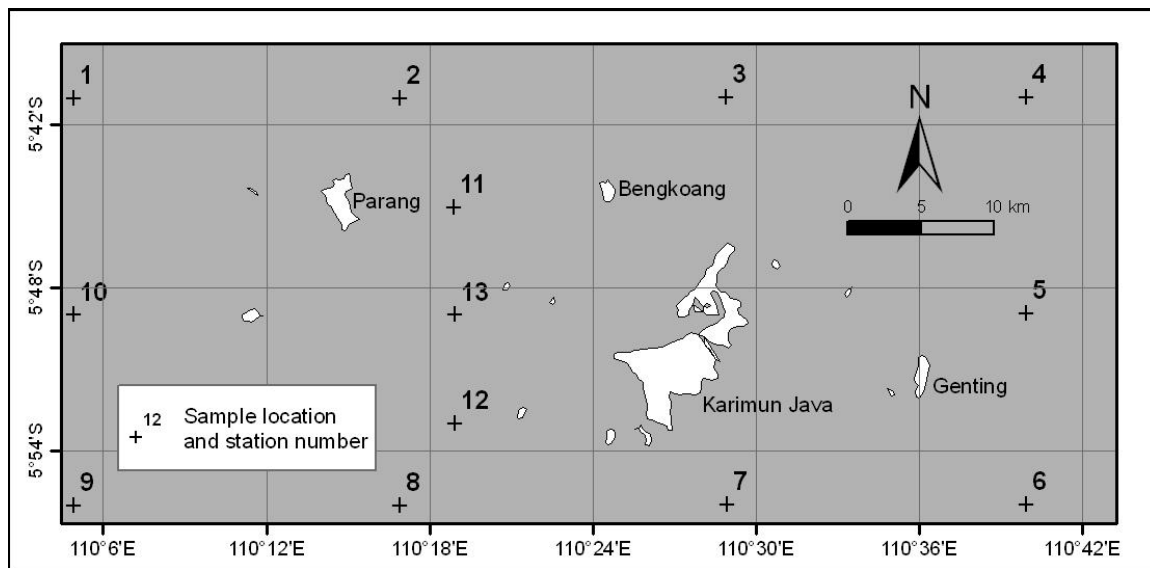 1
2
3
4
N
5°42'S
11
Parang
Bengkoang
0 5 10 km
5°48'S
10
13
5
Genting
Karimun Java
12
12 Sample location
and station number
5°54'S
9
8
7
6
110°6'E 110°12'E 110°18'E 110°24'E 110°30'E 110°36'E 110°42'E